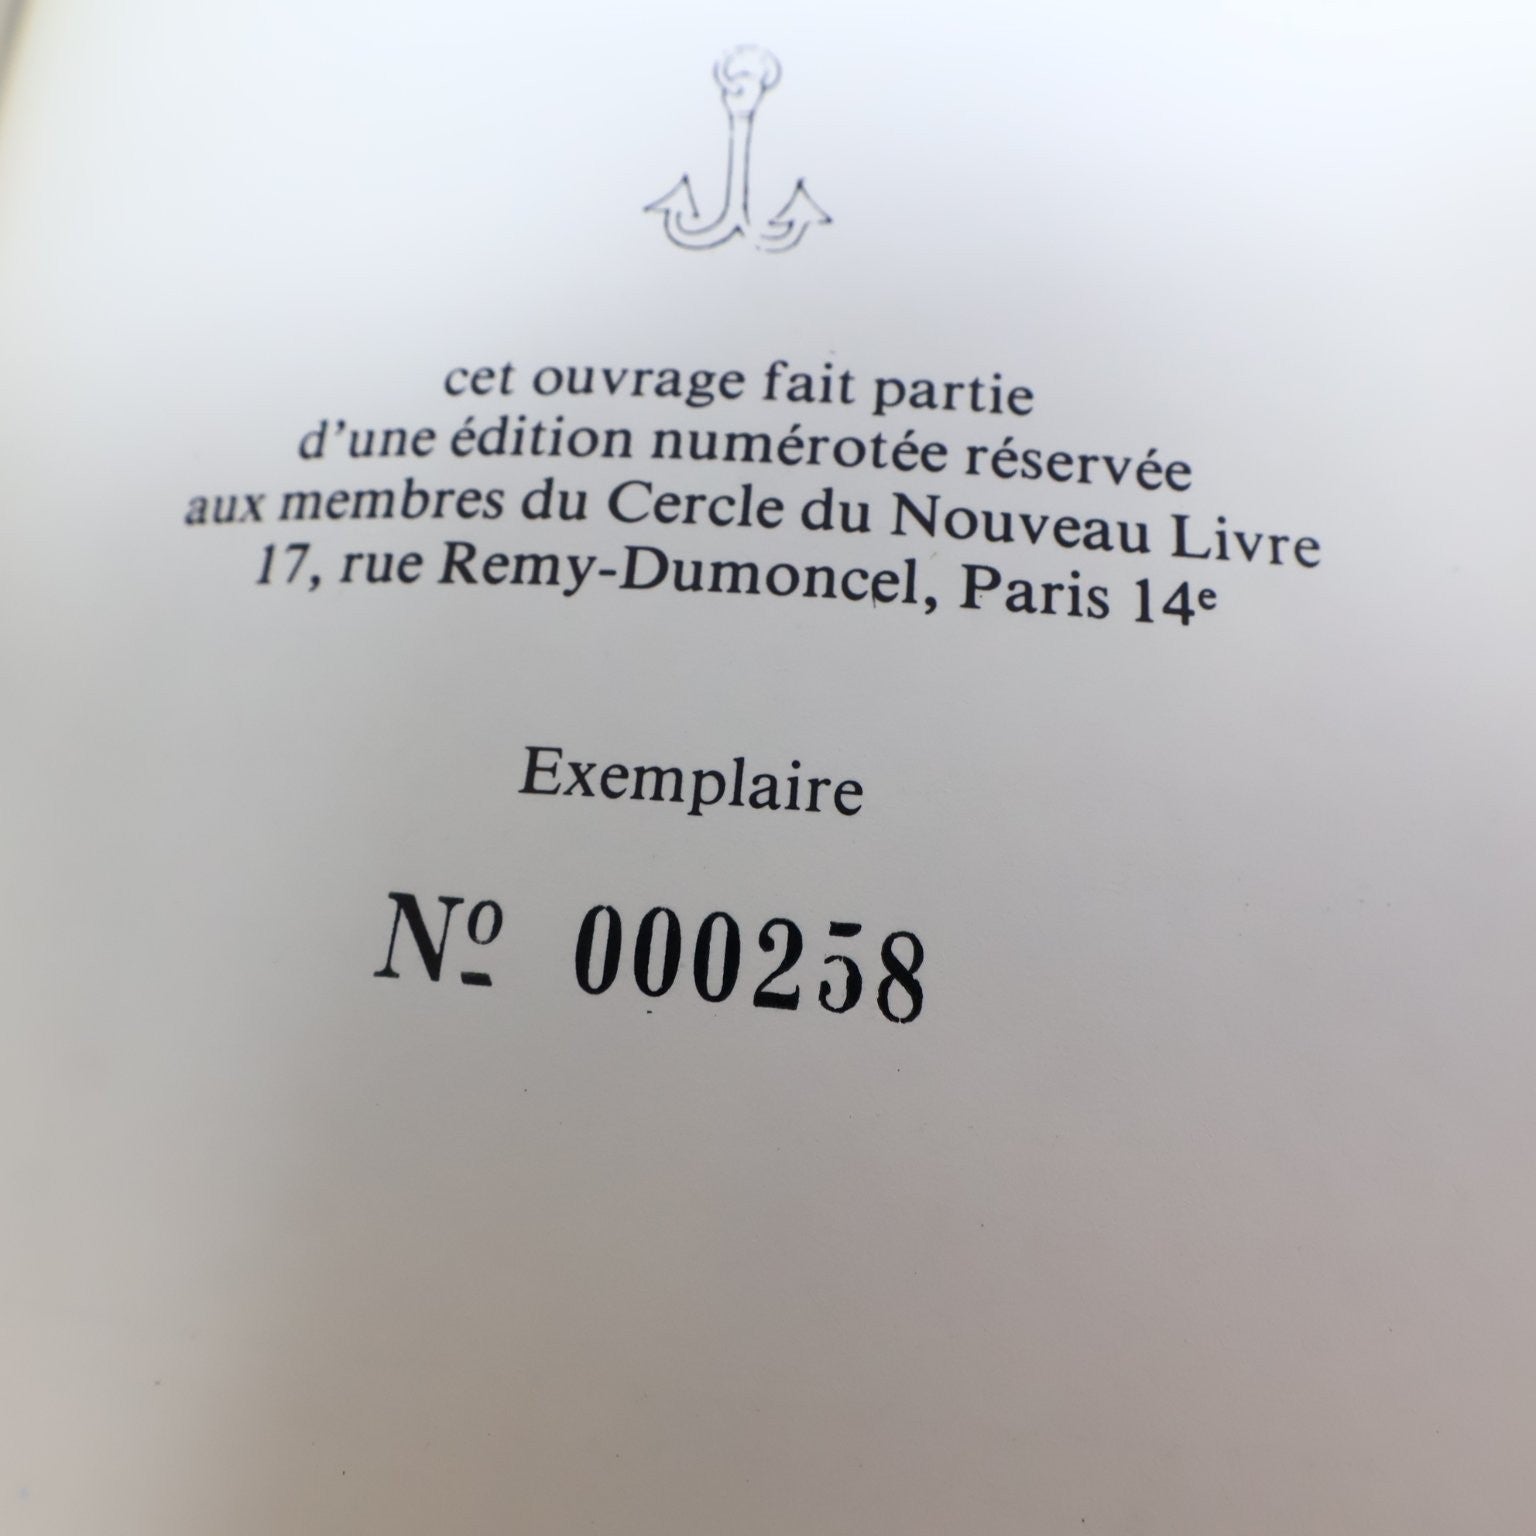 cet ouvrage fait partie
d'une édition numérotée réservée
aux membres du Cercle du Nouveau Livre
17, rue Remy-Dumoncel, Paris 14e
Exemplaire
Nº 000258